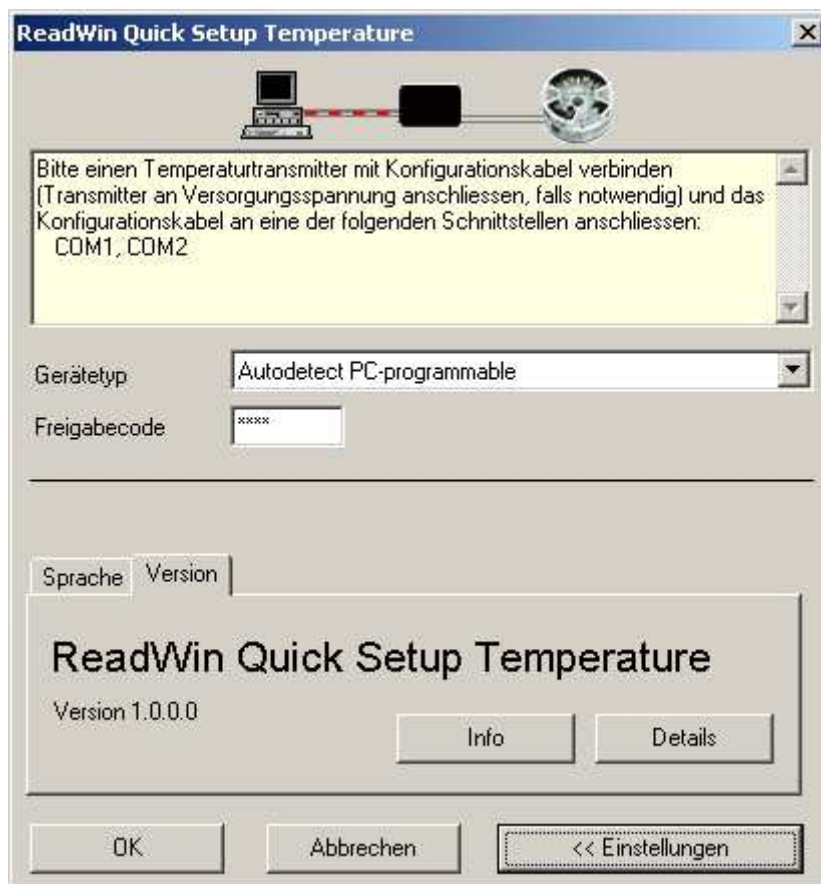 ReadWin Quick Setup Temperature
Bitte einen Temperaturtransmitter mit Konfigurationskabel verbinden
(Transmitter an Versorgungsspannung anschliessen, falls notwendig) und das
Konfigurationskabel an eine der folgenden Schnittstellen anschliessen:
COM1, COM2
Gerätetyp
Autodetect PC-programmable
Freigabecode
****
Sprache Version
ReadWin Quick Setup Temperature
Version 1.0.0.0
Info Details
OK Abbrechen << Einstellungen